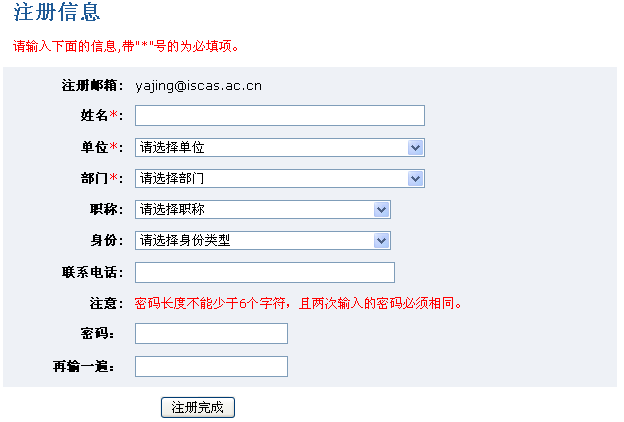 注册信息
请输入下面的信息,带"*"号的为必填项。
注册邮箱: yajing@iscas.ac.cn
姓名*:
单位*: 请选择单位
部门*: 请选择部门
职称: 请选择职称
身份: 请选择身份类型
联系电话:
注意: 密码长度不能少于6个字符，且两次输入的密码必须相同。
密码：
再输一遍：
注册完成